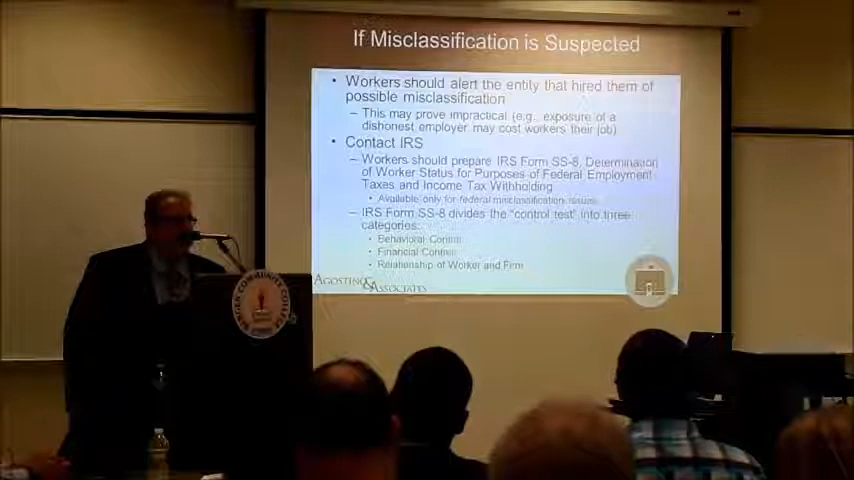 If Misclassification is Suspected
• Workers should alert the entity that hired them of
possible misclassification
– This may prove impractical (e.g., exposure of a
dishonest employer may cost workers their job)
• Contact IRS
– Workers should prepare IRS Form SS-8, Determination
of Worker Status for Purposes of Federal Employment
Taxes and Income Tax Withholding
• Available only for federal misclassification issues
– IRS Form SS-8 divides the "control test" into three
categories:
• Behavioral Control
• Financial Control
• Relationship of Worker and Firm
AGOSTINO
& ASSOCIATES
BERGEN COMMUNITY COLLEGE